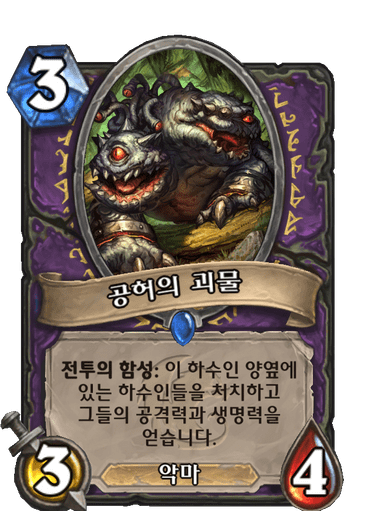 3
공허의 괴물
전투의 함성: 이 하수인 양옆에
있는 하수인들을 처치하고
그들의 공격력과 생명력을
얻습니다.
악마
3
4